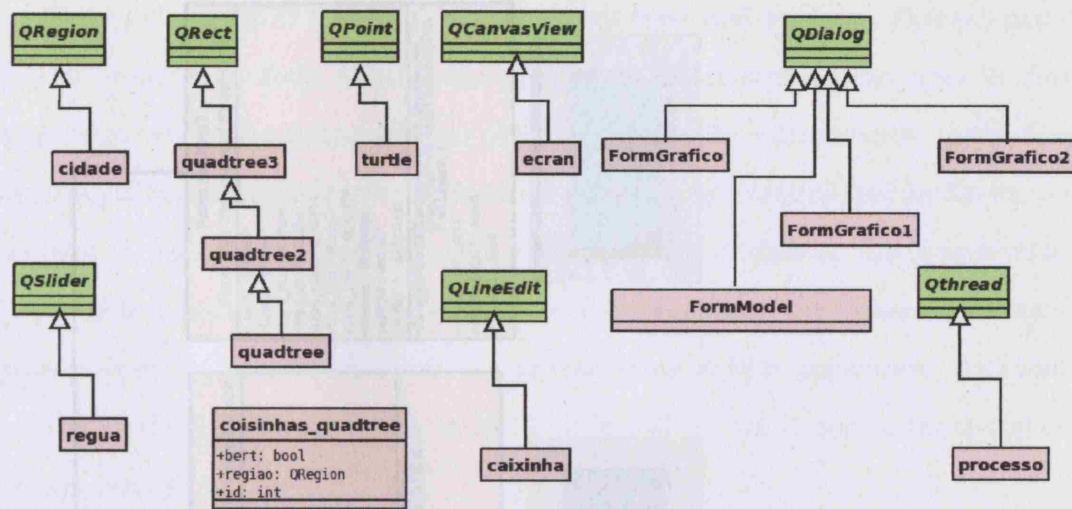 QRegion
QRect
QPoint
QCanvasView
QDialog
cidade
quadtree3
turtle
ecran
FormGrafico
FormGrafico2
FormGrafico1
quadtree2
QSlider
QLineEdit
Qthread
FormModel
quadtree
regua
coisinhas_quadtree
+bert: bool
+regiao: QRegion
+id: int
caixinha
processo